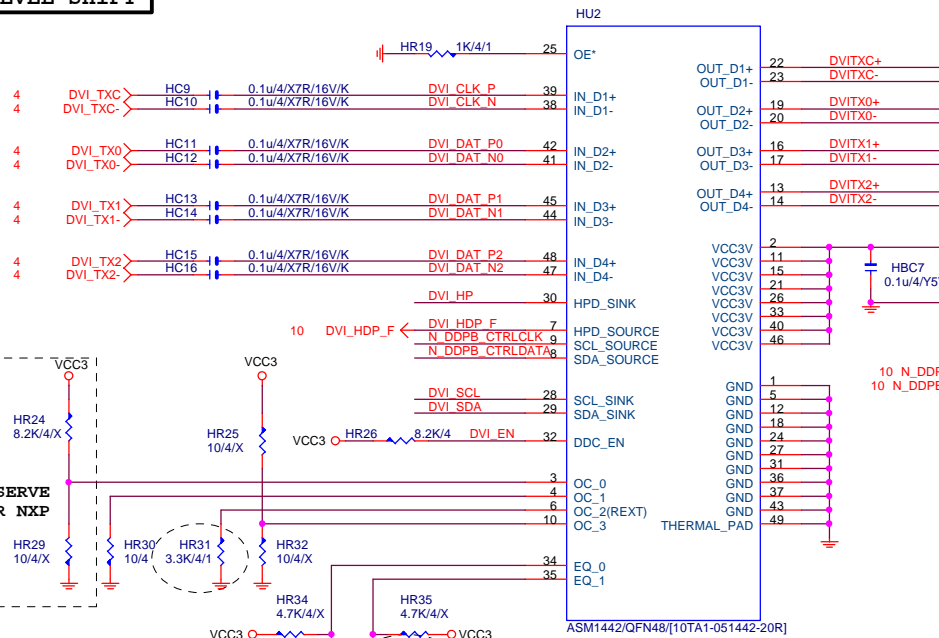 HU2
HR19 1K/4/1 25 OE*
4 DVI_TXC HC9 0.1u/4/X7R/16V/K DVI_CLK_P 39 IN_D1+
4 DVI_TXC- HC10 0.1u/4/X7R/16V/K DVI_CLK_N 38 IN_D1-
4 DVI_TX0 HC11 0.1u/4/X7R/16V/K DVI_DAT_P0 42 IN_D2+
4 DVI_TX0- HC12 0.1u/4/X7R/16V/K DVI_DAT_N0 41 IN_D2-
4 DVI_TX1 HC13 0.1u/4/X7R/16V/K DVI_DAT_P1 45 IN_D3+
4 DVI_TX1- HC14 0.1u/4/X7R/16V/K DVI_DAT_N1 44 IN_D3-
4 DVI_TX2 HC15 0.1u/4/X7R/16V/K DVI_DAT_P2 48 IN_D4+
4 DVI_TX2- HC16 0.1u/4/X7R/16V/K DVI_DAT_N2 47 IN_D4-
DVI_HP 30 HPD_SINK
10 DVI_HDP_F DVI_HDP_F 7 HPD_SOURCE
N_DDPB_CTRLCLK 9 SCL_SOURCE
N_DDPB_CTRLDATA 8 SDA_SOURCE
DVI_SCL 28 SCL_SINK
DVI_SDA 29 SDA_SINK
VCC3 HR26 8.2K/4 DVI_EN 32 DDC_EN
3 OC_0
4 OC_1
6 OC_2(REXT)
10 OC_3
34 EQ_0
35 EQ_1
OUT_D1+ 22 DVITXC+
OUT_D1- 23 DVITXC-
OUT_D2+ 19 DVITX0+
OUT_D2- 20 DVITX0-
OUT_D3+ 16 DVITX1+
OUT_D3- 17 DVITX1-
OUT_D4+ 13 DVITX2+
OUT_D4- 14 DVITX2-
VCC3V 2
VCC3V 11
VCC3V 15
VCC3V 21
VCC3V 26
VCC3V 33
VCC3V 40
VCC3V 46
HBC7
0.1u/4/Y5
10 N_DDP
10 N_DDPB
GND 1
GND 5
GND 12
GND 18
GND 24
GND 27
GND 31
GND 36
GND 37
GND 43
THERMAL_PAD 49
VCC3
HR24
8.2K/4/X
VCC3
HR25
10/4/X
SERVE
R NXP
HR29
10/4/X
HR30
10/4
HR31
3.3K/4/1
HR32
10/4/X
HR34
4.7K/4/X
VCC3
HR35
4.7K/4/X
VCC3
ASM1442/QFN48/[10TA1-051442-20R]